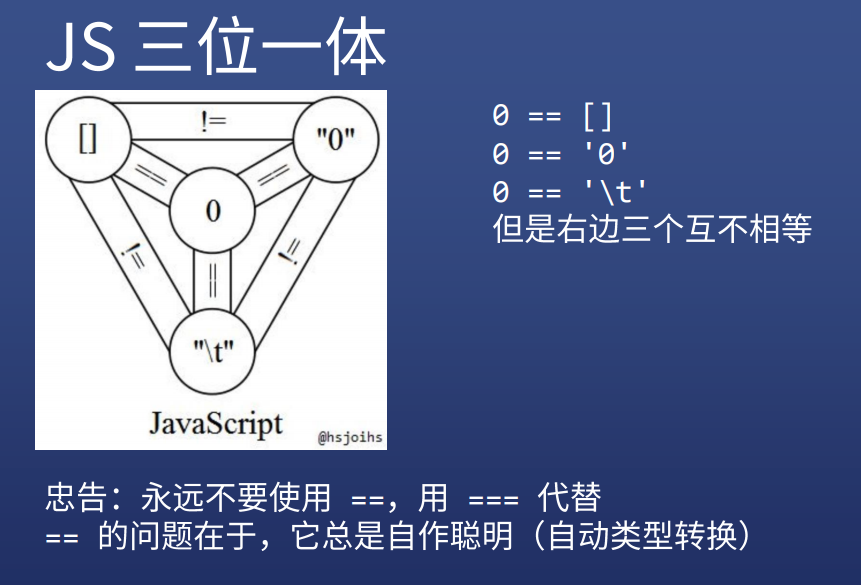 JS 三位一体
[]
!=
"0"
==
==
0
!=
==
!=
"\t"
JavaScript
@hsjoihs
0 == []
0 == '0'
0 == '\t'
但是右边三个互不相等
忠告：永远不要使用 ==，用 === 代替
== 的问题在于，它总是自作聪明（自动类型转换）